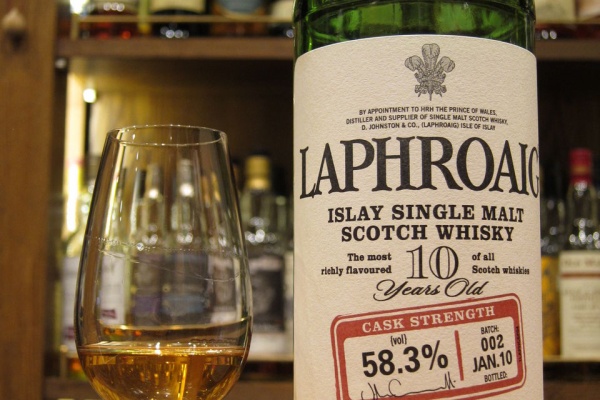 BY APPOINTMENT TO HRH THE PRINCE OF WALES,
DISTILLER AND SUPPLIER OF SINGLE MALT SCOTCH WHISKY,
D. JOHNSTON & CO., (LAPHROAIG) ISLE OF ISLAY
LAPHROAIG
ISLAY SINGLE MALT
SCOTCH WHISKY
The most richly flavoured
10
of all Scotch whiskies
Years Old
CASK STRENGTH
(vol)
58.3%
BATCH:
002
JAN.10
BOTTLED: